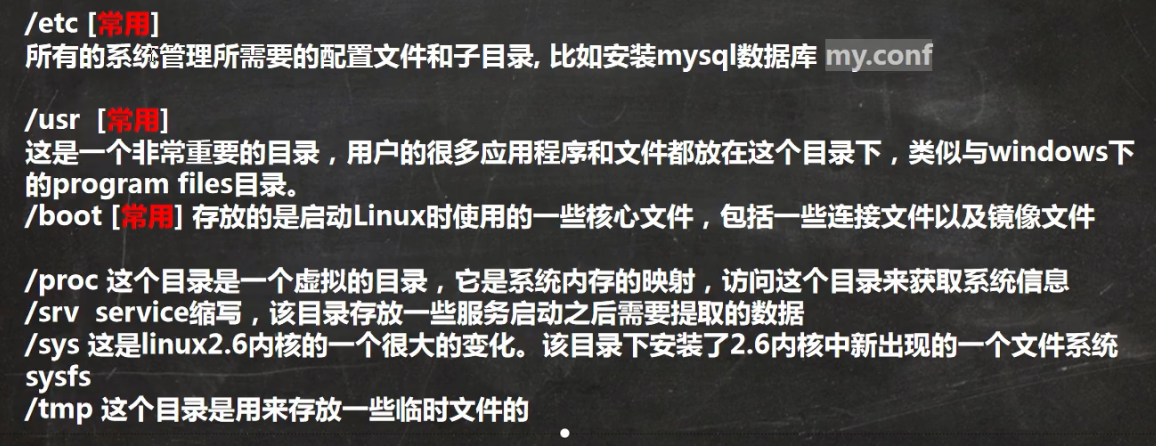 /etc [常用]
所有的系统管理所需要的配置文件和子目录, 比如安装mysql数据库 my.conf
/usr [常用]
这是一个非常重要的目录，用户的很多应用程序和文件都放在这个目录下，类似与windows下
的program files目录。
/boot [常用] 存放的是启动Linux时使用的一些核心文件，包括一些连接文件以及镜像文件
/proc 这个目录是一个虚拟的目录，它是系统内存的映射，访问这个目录来获取系统信息
/srv service缩写，该目录存放一些服务启动之后需要提取的数据
/sys 这是linux2.6内核的一个很大的变化。该目录下安装了2.6内核中新出现的一个文件系统
sysfs
/tmp 这个目录是用来存放一些临时文件的